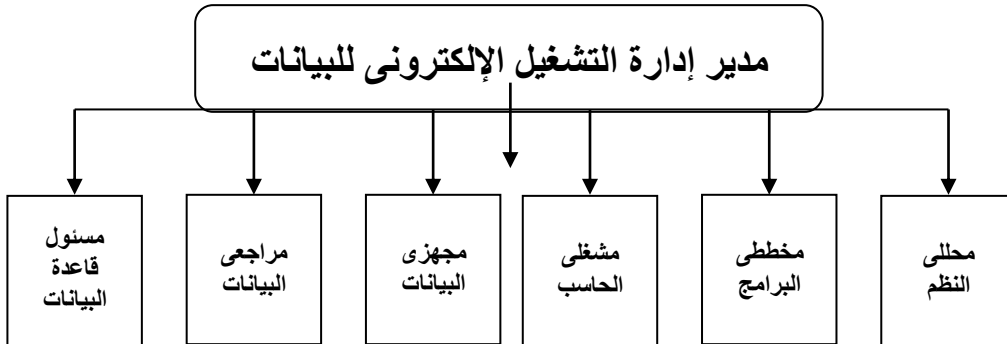 مدير إدارة التشغيل الإلكترونى للبيانات
محللى
النظم
مخططى
البرامج
مشغلى
الحاسب
مجهزى
البيانات
مراجعى
البيانات
مسئول
قاعدة
البيانات